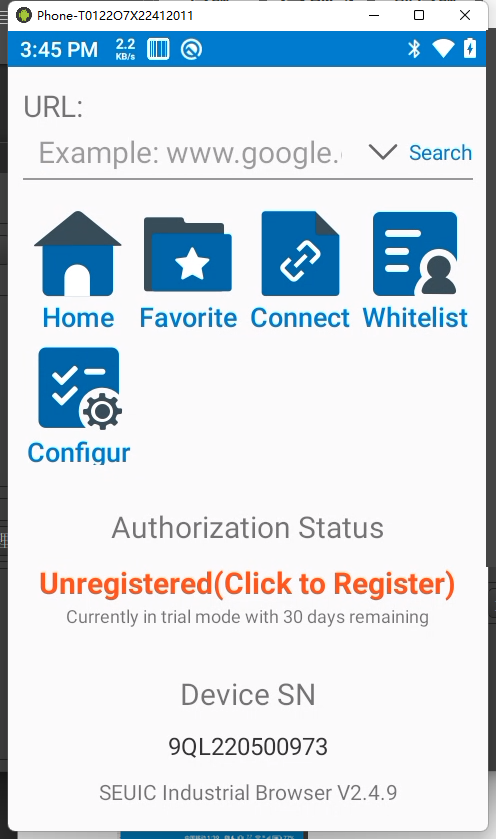 Phone-T0122O7X22412011
3:45 PM
2.2
KB/s
URL:
Example: www.google.
Search
Home
Favorite
Connect
Whitelist
Configur
Authorization Status
Unregistered(Click to Register)
Currently in trial mode with 30 days remaining
Device SN
9QL220500973
SEUIC Industrial Browser V2.4.9